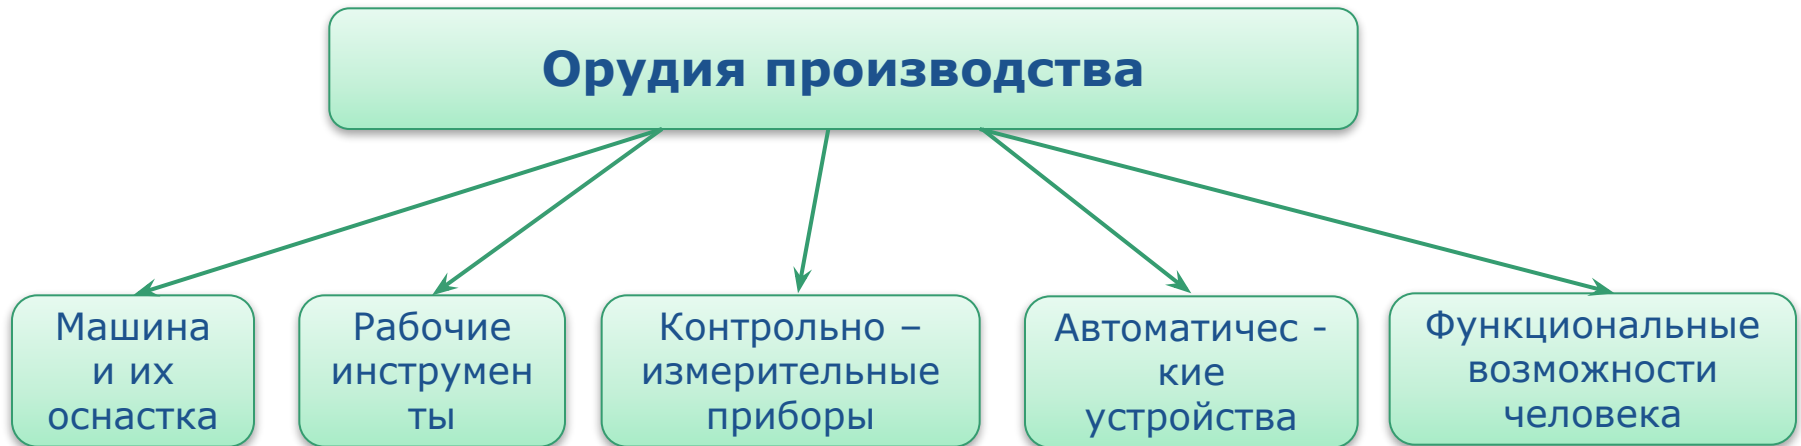 Орудия производства
Машина
и их
оснастка
Рабочие
инструмен
ты
Контрольно –
измерительные
приборы
Автоматичес -
кие
устройства
Функциональные
возможности
человека